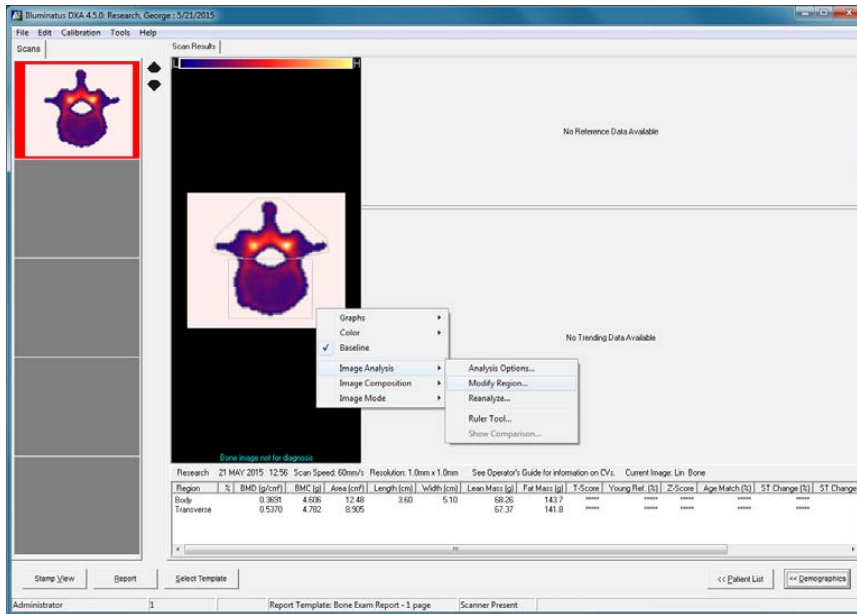 Illuminatus DXA 4.5.0: Research, George : 5/21/2015
File Edit Calibration Tools Help
Scans
Scan Results
L H
No Reference Data Available
Graphs
Color
Baseline
Image Analysis
Image Composition
Image Mode
Analysis Options...
Modify Region...
Reanalyze...
Ruler Tool...
Show Comparison...
No Trending Data Available
Bone image not for diagnosis
Research 21 MAY 2015 12:56 Scan Speed: 60mm/s Resolution: 1.0mm x 1.0mm See Operator's Guide for information on CVs. Current Image: Lin Bone
Region % BMD (g/cm²) BMC (g) Area (cm²) Length (cm) Width (cm) Lean Mass (g) Fat Mass (g) T-Score Young Ref. (%) Z-Score Age Match (%) ST Change (%) ST Change
Body 0.3691 4.606 12.48 3.60 5.10 68.26 143.7 ***** ***** ***** ***** *****
Transverse 0.5370 4.782 8.905 67.37 141.8 ***** ***** ***** ***** *****
Stamp View Report Select Template << Patient List << Demographics
Administrator 1 Report Template: Bone Exam Report - 1 page Scanner Present